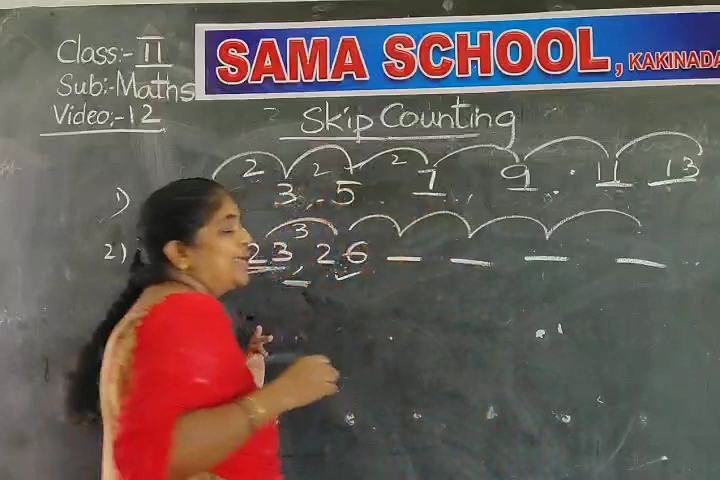 Class:- II
Sub:- Maths
Video:-12
SAMA SCHOOL, KAKINADA
Skip Counting
2 2 2
1) 3, 5 7, 9 11 13
3
2) 23, 26